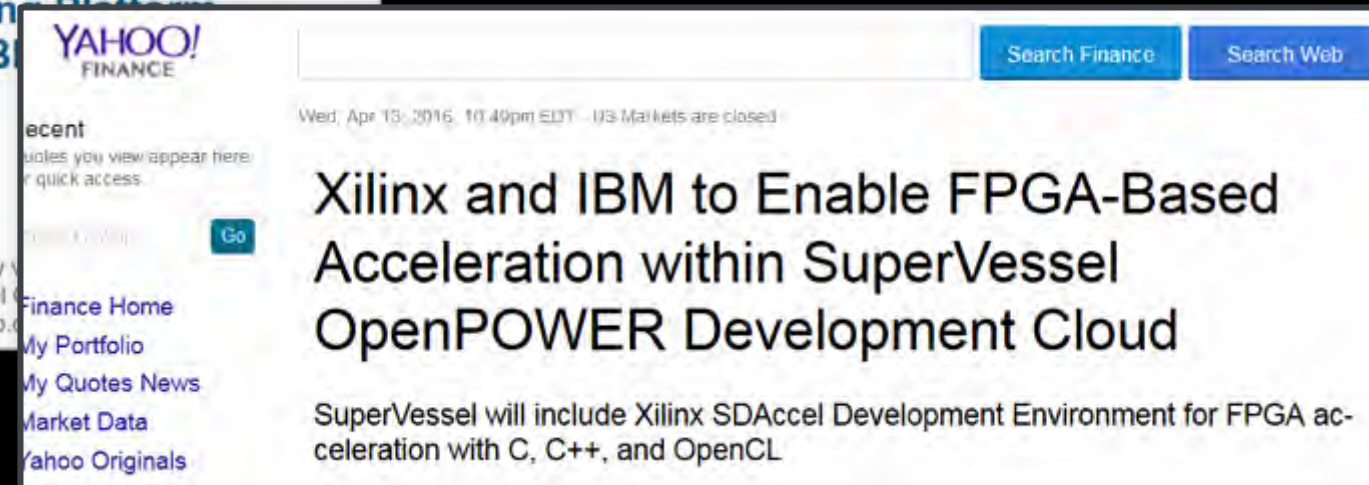 ng Platform
YAHOO!
FINANCE
Search Finance
Search Web
Wed, Apr 13, 2016, 10:49pm EDT - US Markets are closed
ecent
uotes you view appear here
r quick access.
Go
Xilinx and IBM to Enable FPGA-Based
Acceleration within SuperVessel
OpenPOWER Development Cloud
Finance Home
My Portfolio
My Quotes News
Market Data
Yahoo Originals
SuperVessel will include Xilinx SDAccel Development Environment for FPGA ac-
celeration with C, C++, and OpenCL